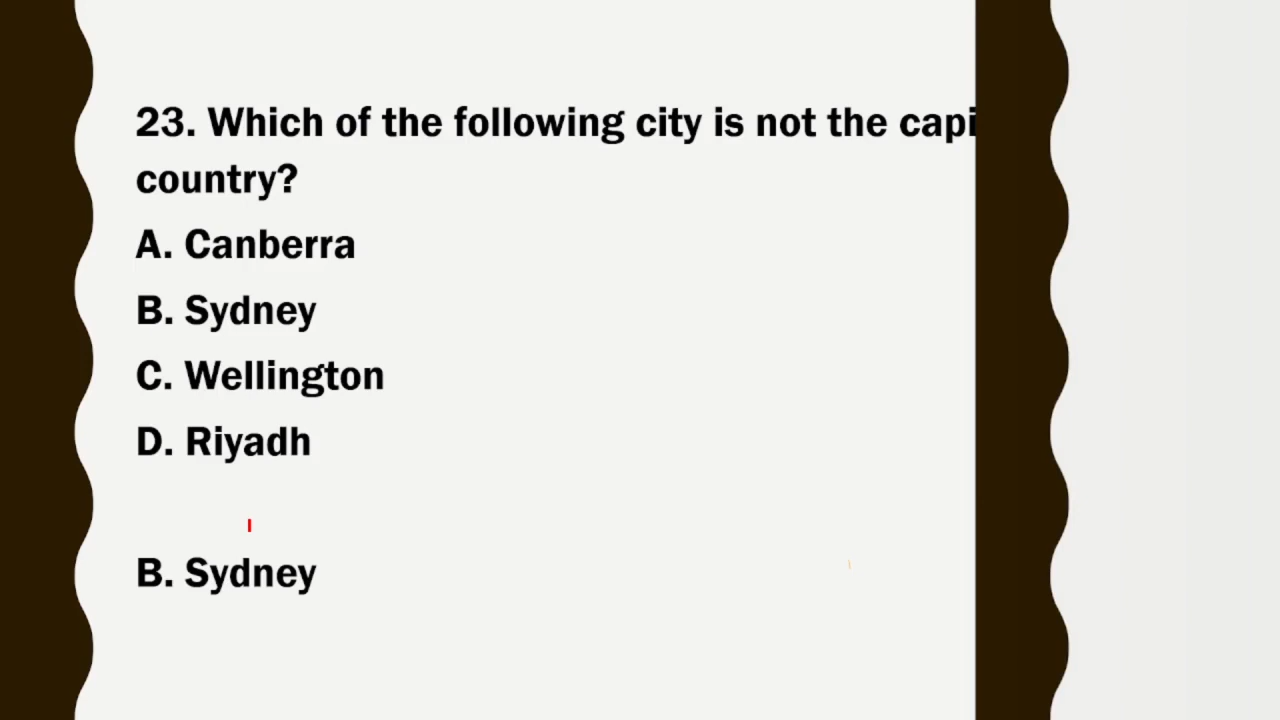 23. Which of the following city is not the capi
country?
A. Canberra
B. Sydney
C. Wellington
D. Riyadh
B. Sydney